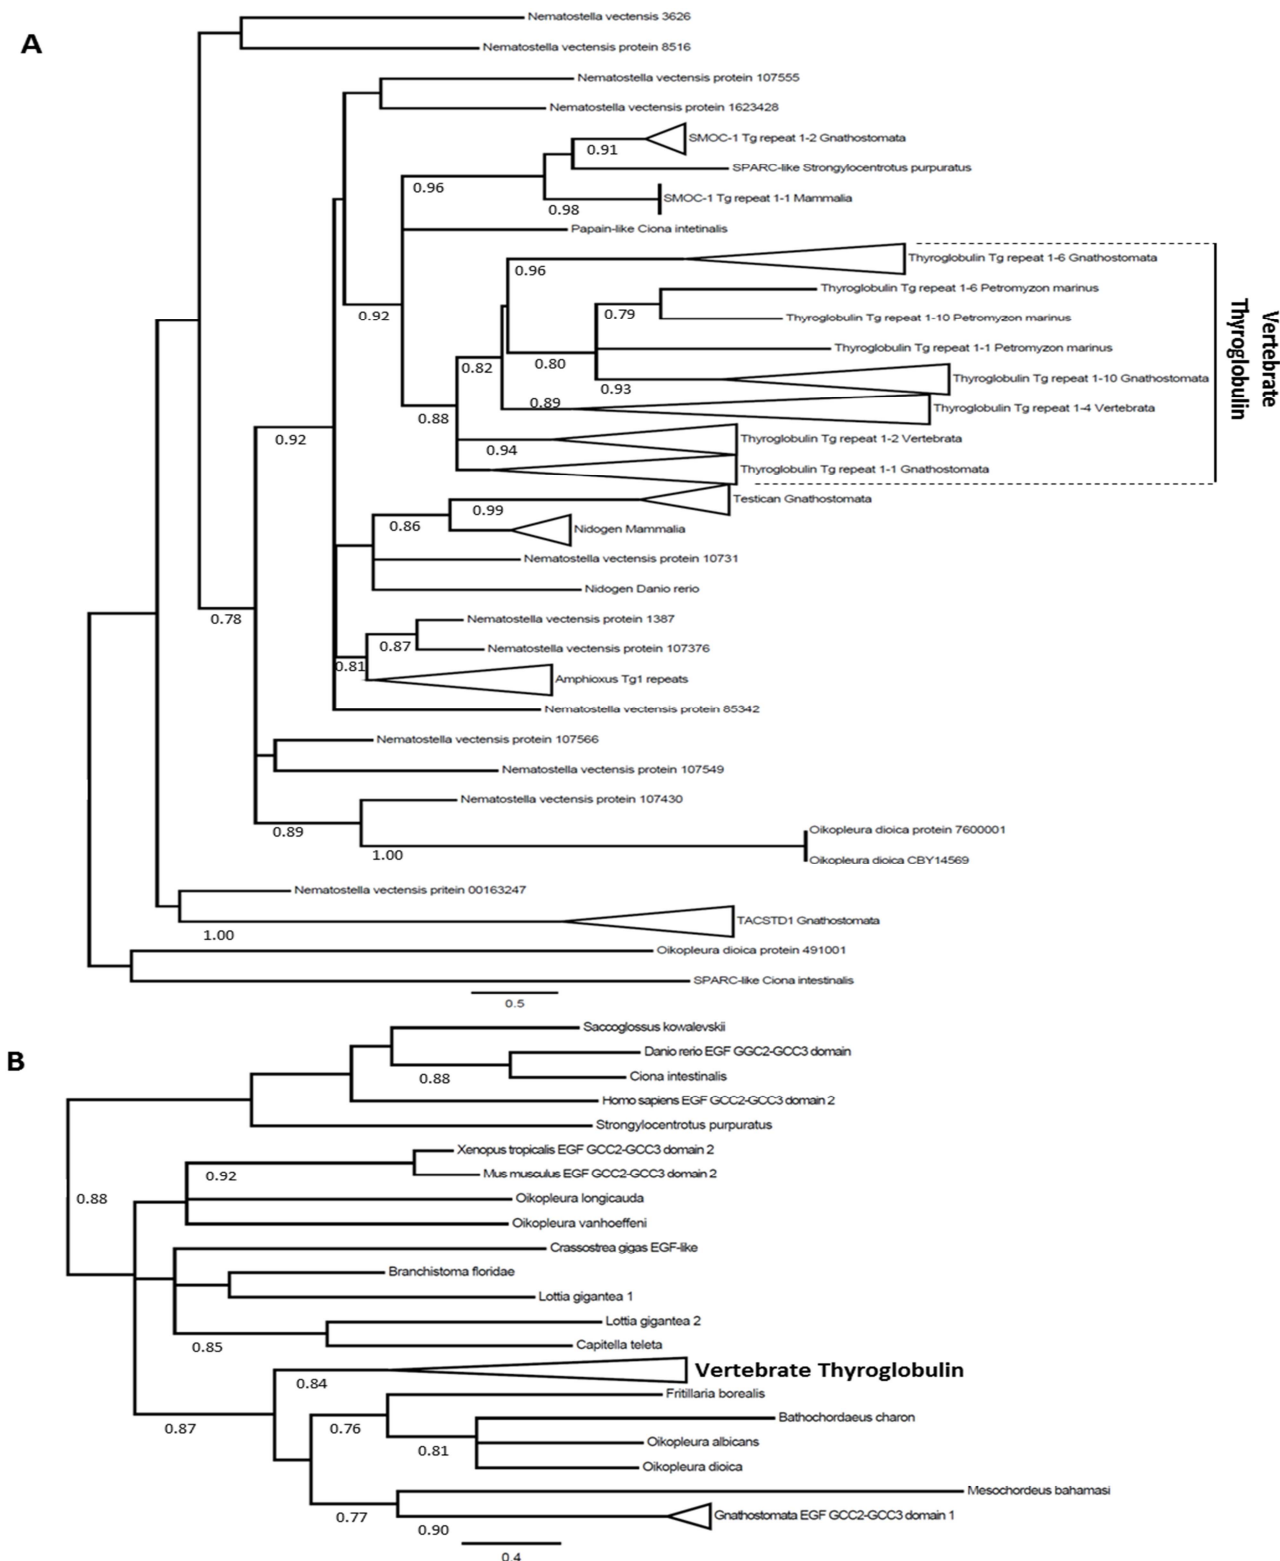 A
Nematostella vectensis 3626
Nematostella vectensis protein 8516
Nematostella vectensis protein 107555
Nematostella vectensis protein 1623428
SMOC-1 Tg repeat 1-2 Gnathostomata
0.91
SPARC-like Strongylocentrotus purpuratus
0.96
SMOC-1 Tg repeat 1-1 Mammalia
0.98
Papain-like Ciona intetinalis
Thyroglobulin Tg repeat 1-6 Gnathostomata
0.96
Thyroglobulin Tg repeat 1-6 Petromyzon marinus
0.79
0.92
Thyroglobulin Tg repeat 1-10 Petromyzon marinus
Vertebrate
Thyroglobulin
Thyroglobulin Tg repeat 1-1 Petromyzon marinus
0.82
0.80
Thyroglobulin Tg repeat 1-10 Gnathostomata
0.93
0.89
Thyroglobulin Tg repeat 1-4 Vertebrata
0.88
0.92
Thyroglobulin Tg repeat 1-2 Vertebrata
0.94
Thyroglobulin Tg repeat 1-1 Gnathostomata
Testican Gnathostomata
0.99
0.86
Nidogen Mammalia
Nematostella vectensis protein 10731
Nidogen Danio rerio
0.78
Nematostella vectensis protein 1387
0.87
Nematostella vectensis protein 107376
0.81
Amphioxus Tg1 repeats
Nematostella vectensis protein 85342
Nematostella vectensis protein 107566
Nematostella vectensis protein 107549
Nematostella vectensis protein 107430
0.89
Oikopleura dioica protein 7600001
1.00
Oikopleura dioica CBY14569
Nematostella vectensis pritein 00163247
TACSTD1 Gnathostomata
1.00
Oikopleura dioica protein 491001
SPARC-like Ciona intestinalis
0.5
B
Saccoglossus kowalevskii
Danio rerio EGF GGC2-GCC3 domain
0.88
Ciona intestinalis
Homo sapiens EGF GCC2-GCC3 domain 2
Strongylocentrotus purpuratus
Xenopus tropicalis EGF GCC2-GCC3 domain 2
0.92
Mus musculus EGF GCC2-GCC3 domain 2
0.88
Oikopleura longicauda
Oikopleura vanhoeffeni
Crassostrea gigas EGF-like
Branchistoma floridae
Lottia gigantea 1
Lottia gigantea 2
0.85
Capitella teleta
Vertebrate Thyroglobulin
0.84
Fritillaria borealis
0.87
0.76
Bathochordaeus charon
0.81
Oikopleura albicans
Oikopleura dioica
Mesochordeus bahamasi
0.77
Gnathostomata EGF GCC2-GCC3 domain 1
0.90
0.4